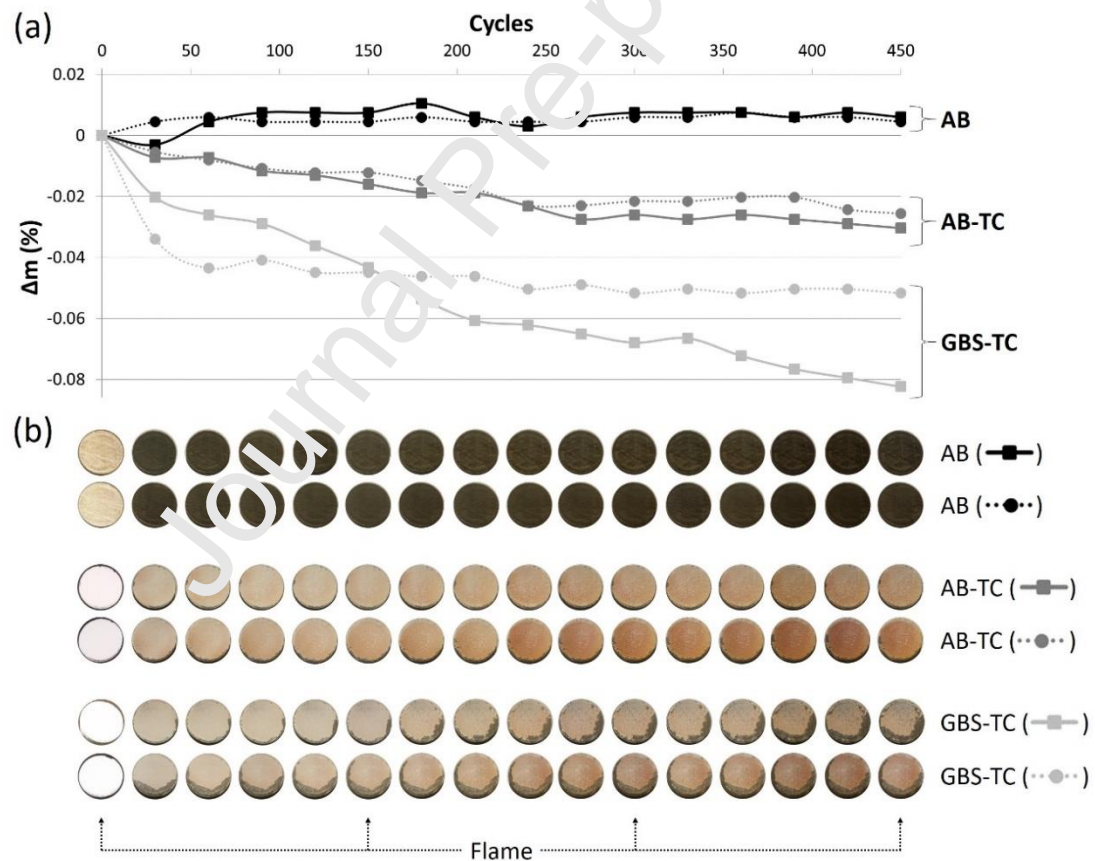 (a)
Cycles
0 50 100 150 200 250 300 350 400 450
0.02
0
-0.02
-0.04
-0.06
-0.08
Δm (%)
AB
AB-TC
GBS-TC
Journal Pre-p
(b)
AB ( )
AB ( )
AB-TC ( )
AB-TC ( )
GBS-TC ( )
GBS-TC ( )
Flame